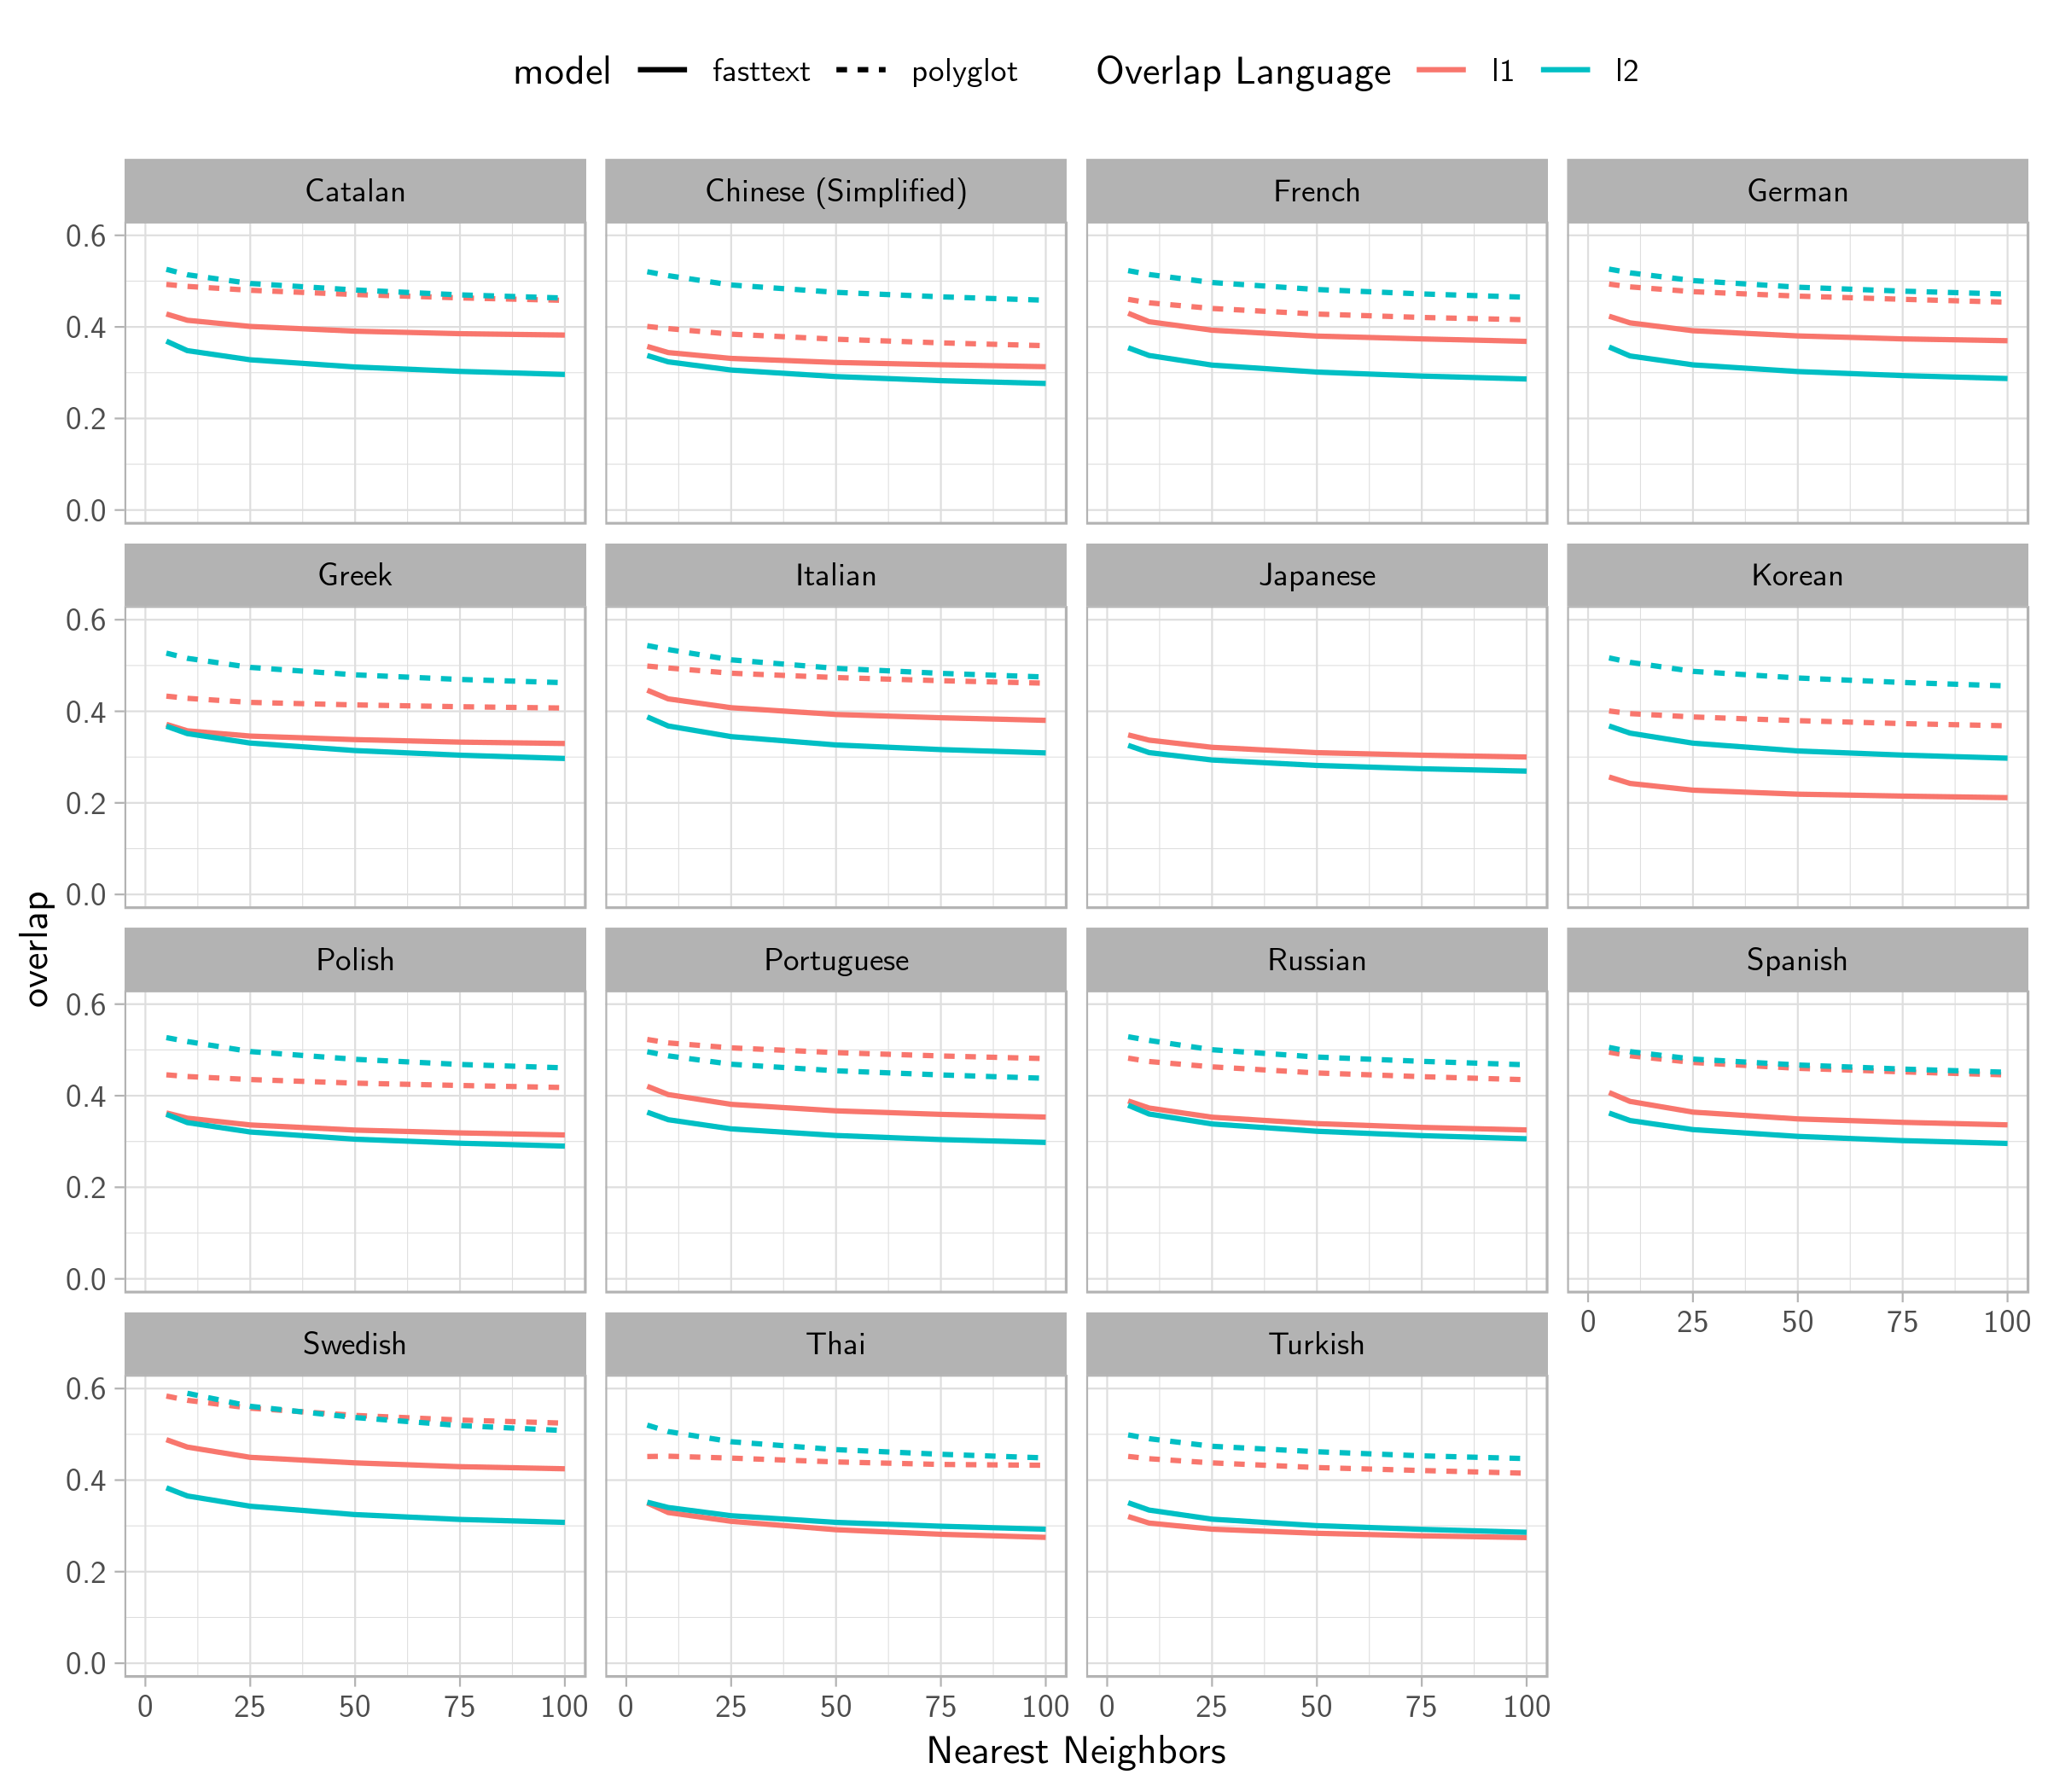 model fasttext polyglot Overlap Language l1 l2
Catalan Chinese (Simplified) French German
0.6
0.4
0.2
0.0
Greek Italian Japanese Korean
0.6
0.4
0.2
0.0
overlap
Polish Portuguese Russian Spanish
0.6
0.4
0.2
0.0
0 25 50 75 100
Swedish Thai Turkish
0.6
0.4
0.2
0.0
0 25 50 75 100 0 25 50 75 100 0 25 50 75 100
Nearest Neighbors